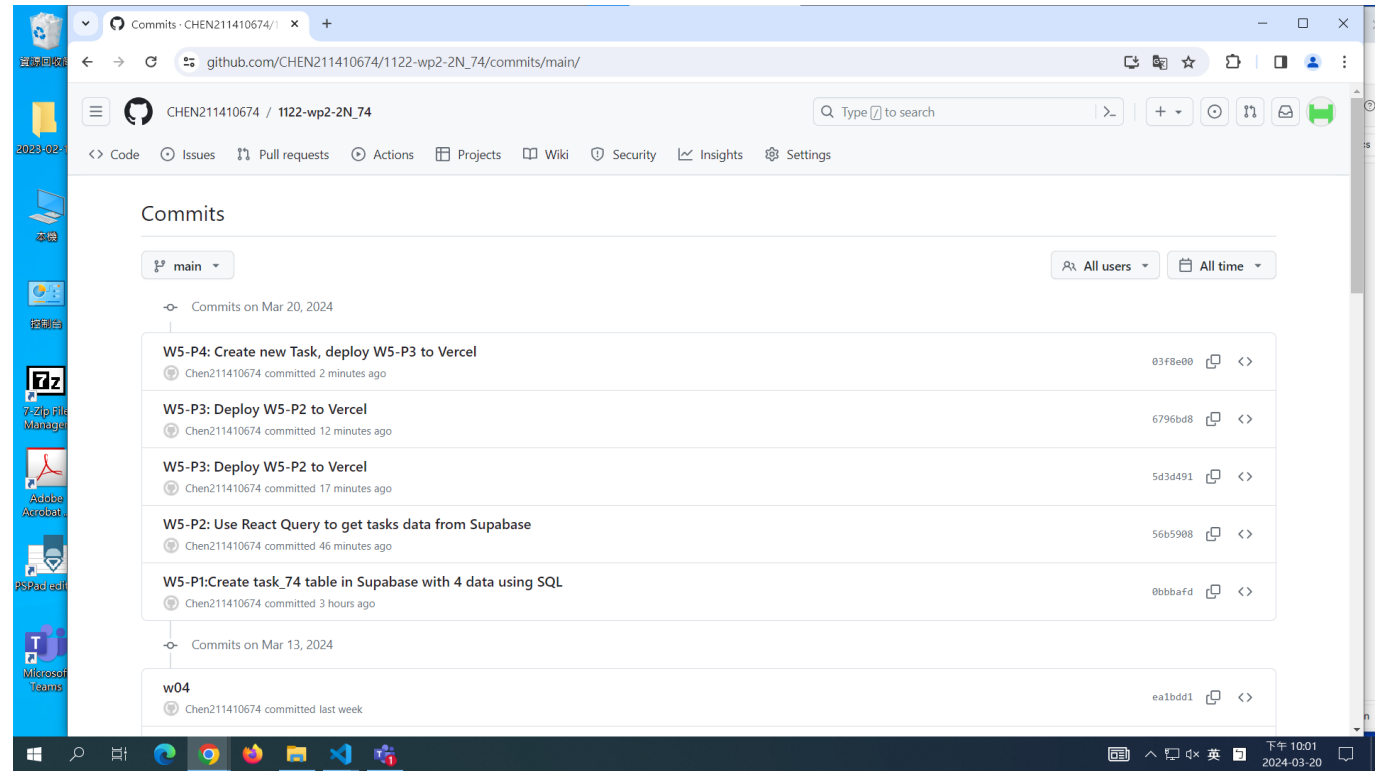 Commits · CHEN211410674/1
github.com/CHEN211410674/1122-wp2-2N_74/commits/main/
CHEN211410674 / 1122-wp2-2N_74
Type / to search
Code
Issues
Pull requests
Actions
Projects
Wiki
Security
Insights
Settings
Commits
main
All users
All time
Commits on Mar 20, 2024
W5-P4: Create new Task, deploy W5-P3 to Vercel
Chen211410674 committed 2 minutes ago
03f8e00
W5-P3: Deploy W5-P2 to Vercel
Chen211410674 committed 12 minutes ago
6796bd8
W5-P3: Deploy W5-P2 to Vercel
Chen211410674 committed 17 minutes ago
5d3d491
W5-P2: Use React Query to get tasks data from Supabase
Chen211410674 committed 46 minutes ago
56b5908
W5-P1:Create task_74 table in Supabase with 4 data using SQL
Chen211410674 committed 3 hours ago
0bbbafd
Commits on Mar 13, 2024
w04
Chen211410674 committed last week
ea1bdd1
資源回收
2023-02-
本機
控制台
7z
7-Zip File
Manager
Adobe
Acrobat
PSPad edit
Microsof
Teams
英
下午 10:01
2024-03-20